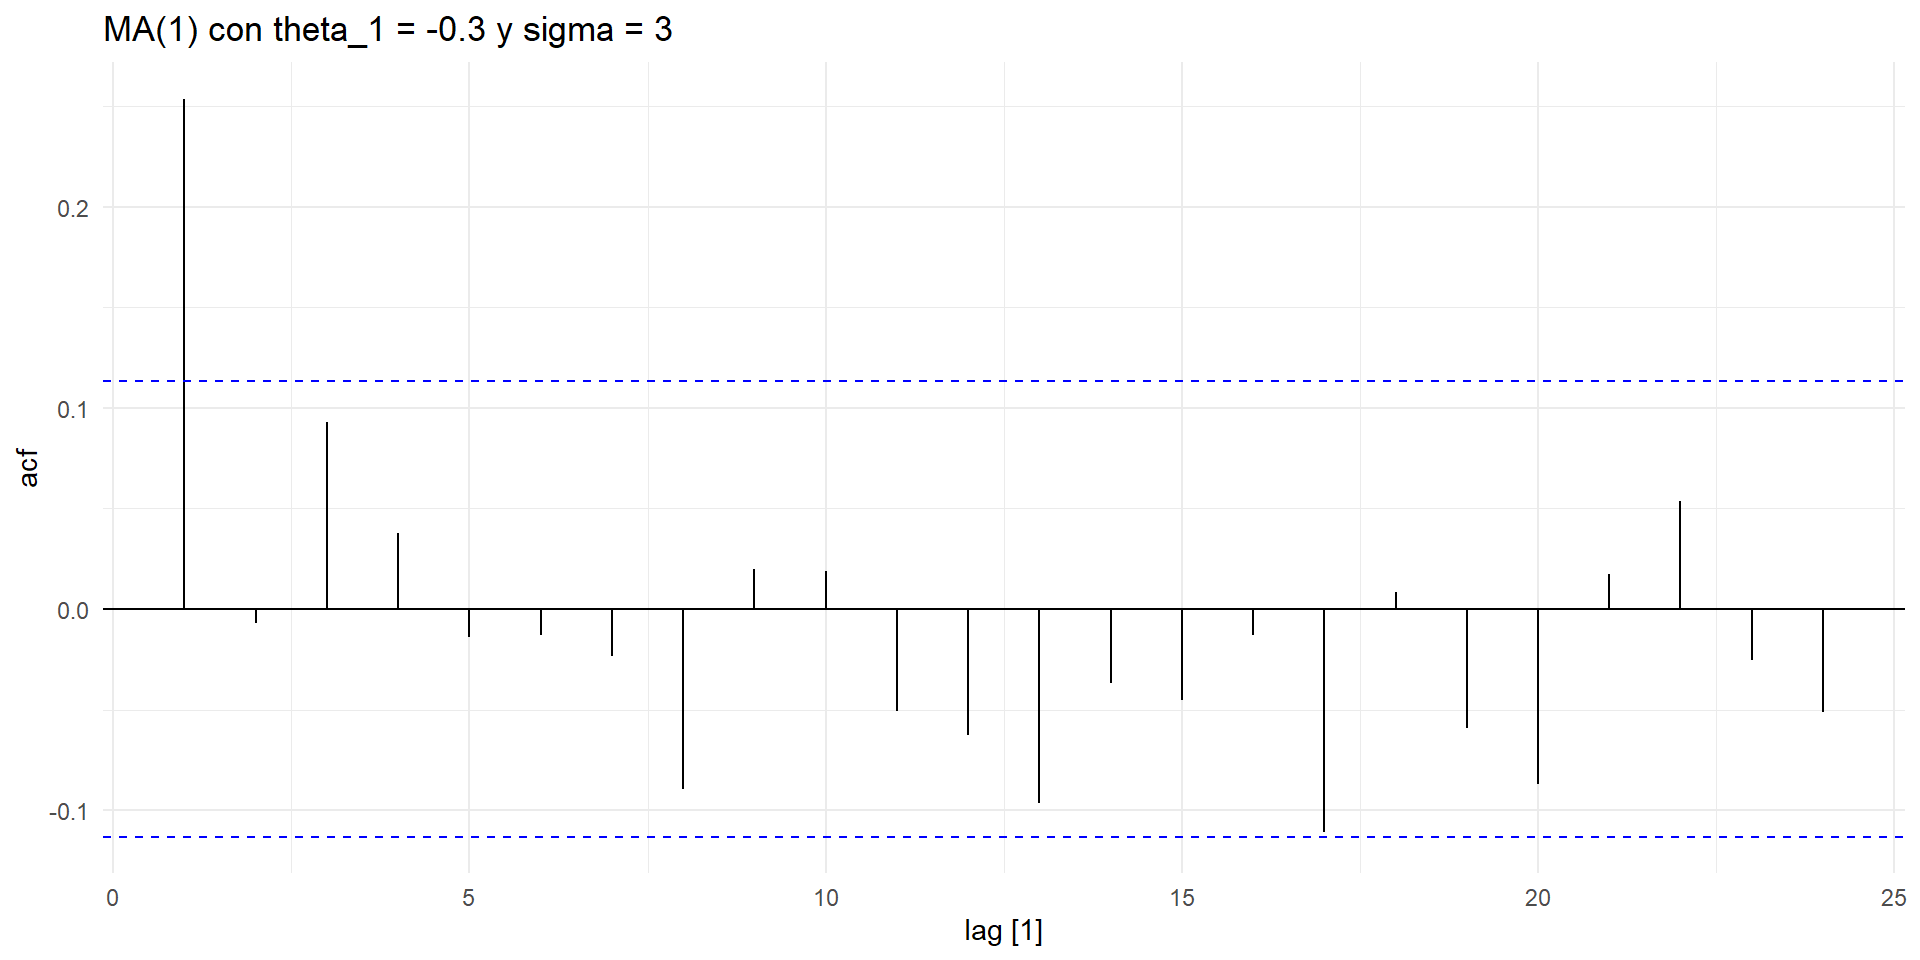 MA(1) con theta_1 = -0.3 y sigma = 3
acf
0.2
0.1
0.0
-0.1
0 5 10 15 20 25
lag [1]